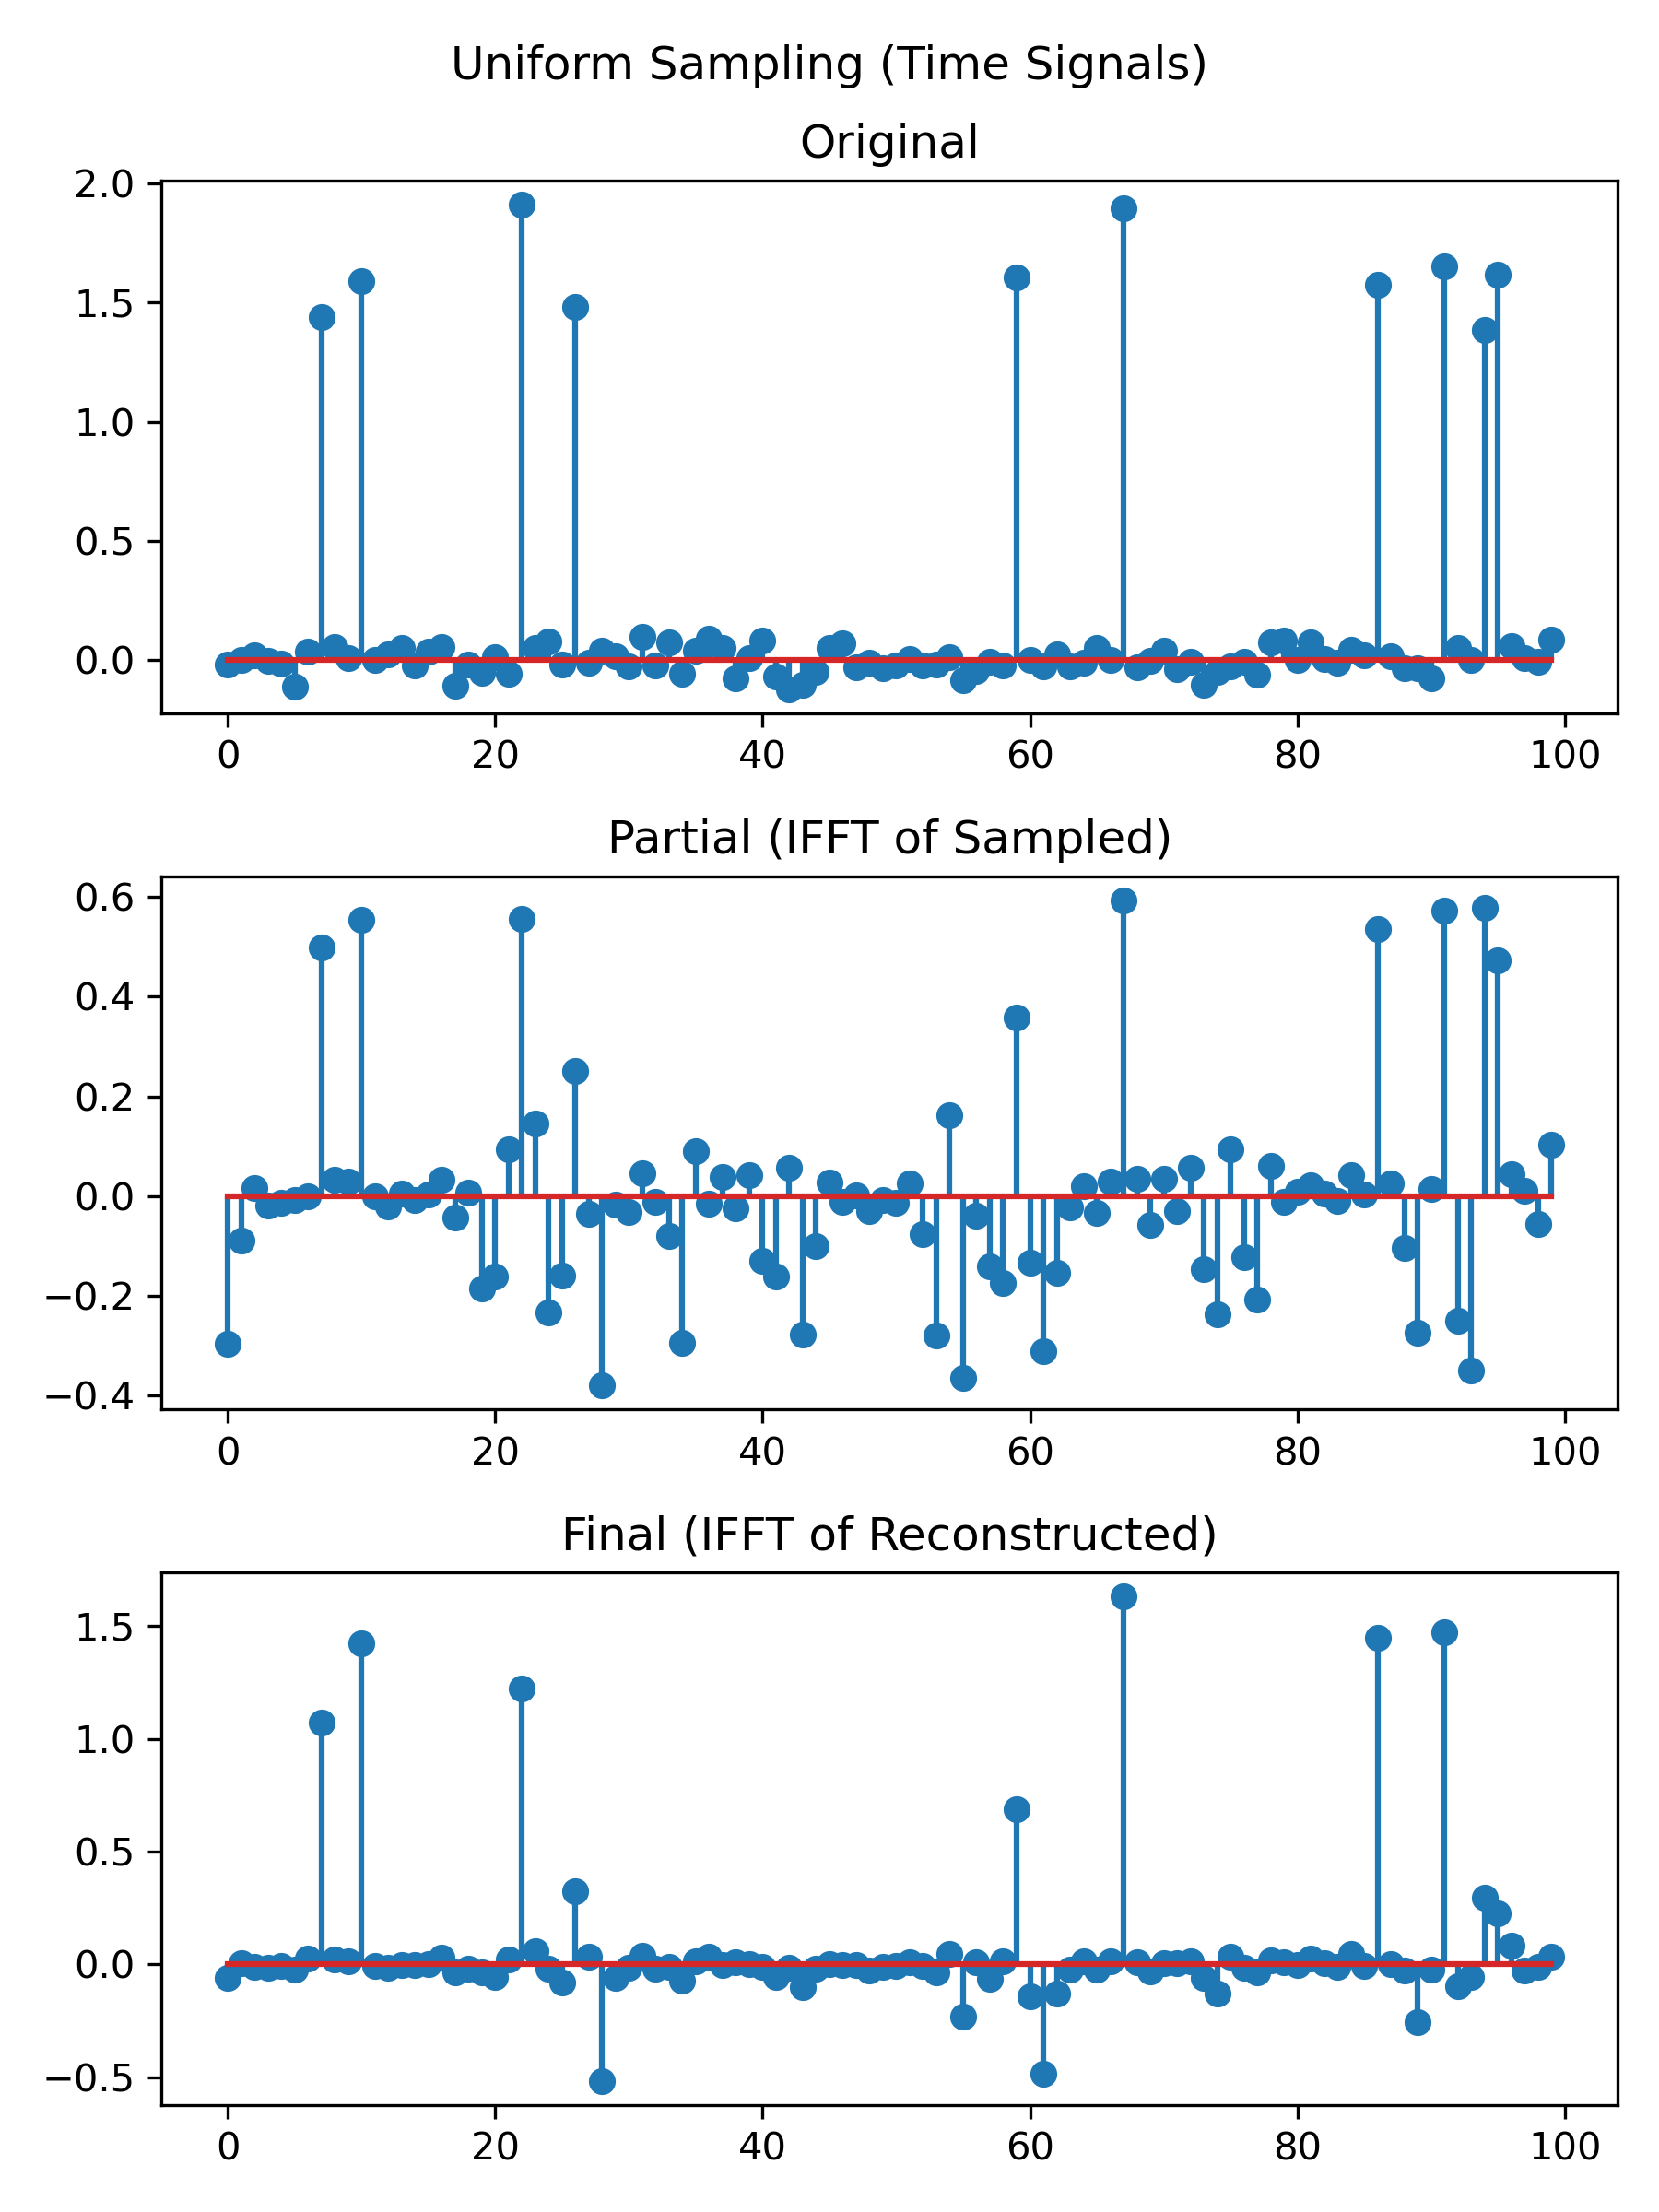 Uniform Sampling (Time Signals)
Original
2.0
1.5
1.0
0.5
0.0
0 20 40 60 80 100
Partial (IFFT of Sampled)
0.6
0.4
0.2
0.0
−0.2
−0.4
0 20 40 60 80 100
Final (IFFT of Reconstructed)
1.5
1.0
0.5
0.0
−0.5
0 20 40 60 80 100